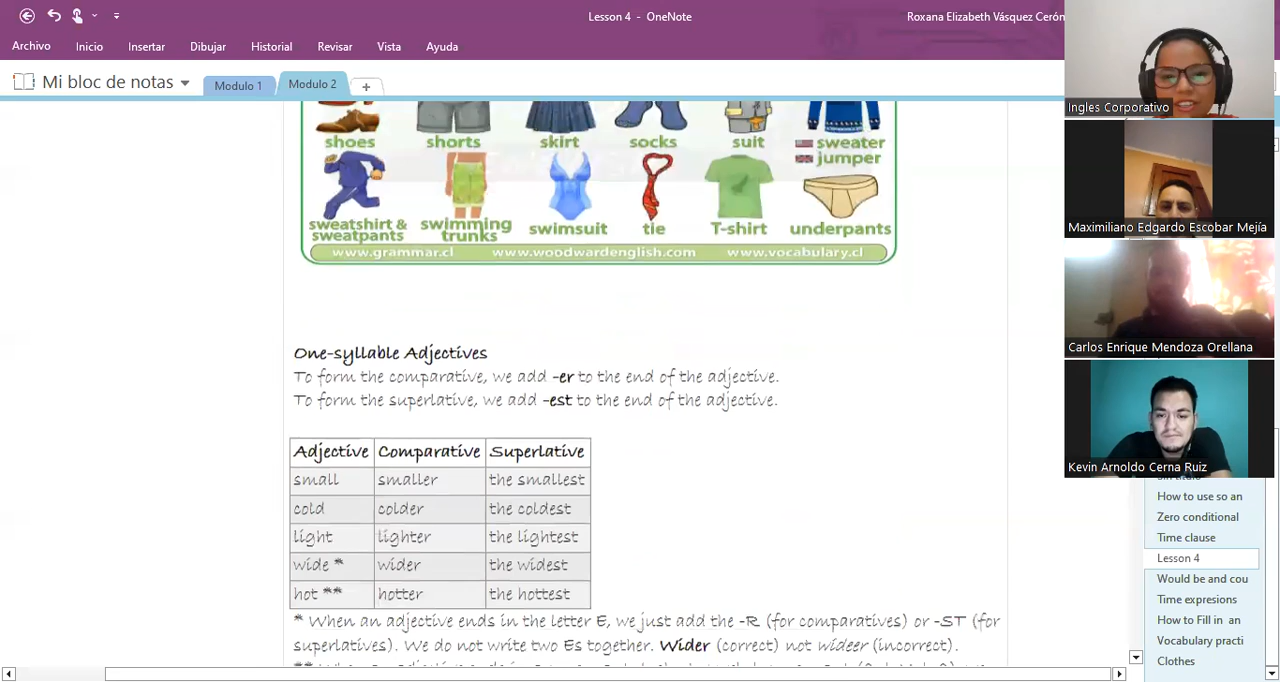 Lesson 4 - OneNote
Roxana Elizabeth Vásquez Cerón
Archivo Inicio Insertar Dibujar Historial Revisar Vista Ayuda
Mi bloc de notas Modulo 1 Modulo 2 +
shoes shorts skirt socks suit sweater
jumper
sweatshirt & sweatpants swimming trunks swimsuit tie T-shirt underpants
www.grammar.cl www.woodwardenglish.com www.vocabulary.cl
One-syllable Adjectives
To form the comparative, we add -er to the end of the adjective.
To form the superlative, we add -est to the end of the adjective.
Adjective Comparative Superlative
small smaller the smallest
cold colder the coldest
light lighter the lightest
wide * wider the widest
hot ** hotter the hottest
* When an adjective ends in the letter E, we just add the -R (for comparatives) or -ST (for
superlatives). We do not write two Es together. Wider (correct) not wideer (incorrect).
Ingles Corporativo
Maximiliano Edgardo Escobar Mejía
Carlos Enrique Mendoza Orellana
Kevin Arnoldo Cerna Ruiz
How to use so an
Zero conditional
Time clause
Lesson 4
Would be and cou
Time expresions
How to Fill in an
Vocabulary practi
Clothes